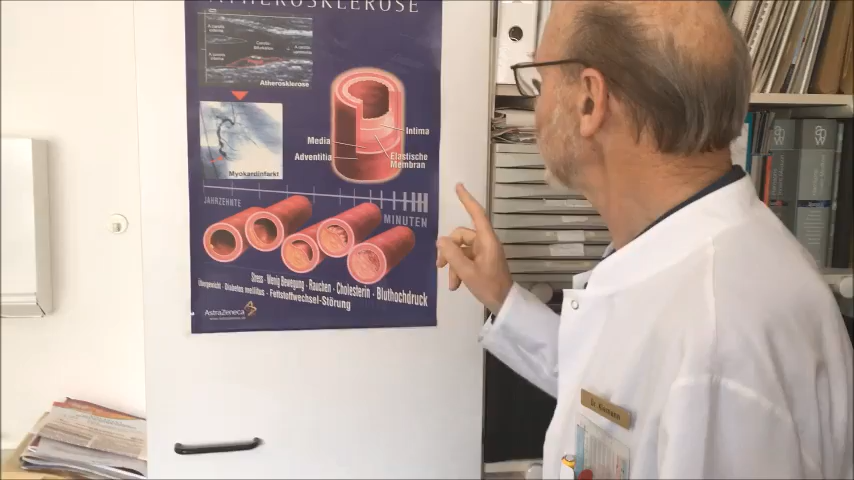 ATHEROSKLEROSE
Atherosklerose
Myokardinfarkt
Intima
Media
Adventitia
Elastische
Membran
JAHRZEHNTE
MINUTEN
Stress · Wenig Bewegung · Rauchen · Cholesterin · Bluthochdruck
Übergewicht · Diabetes mellitus · Fettstoffwechsel-Störung
AstraZeneca